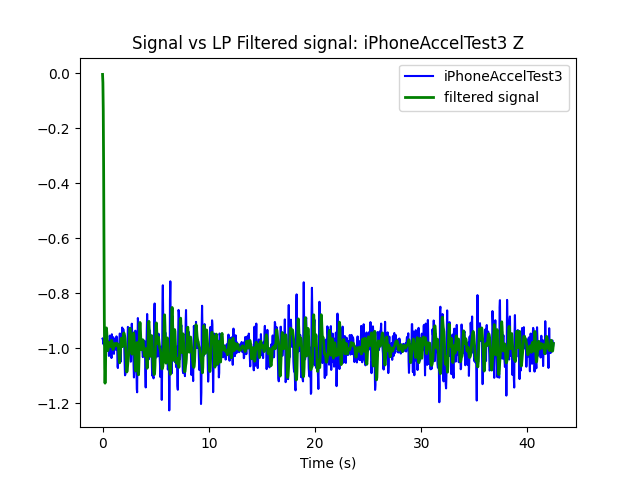 Signal vs LP Filtered signal: iPhoneAccelTest3 Z
iPhoneAccelTest3
filtered signal
0.0
−0.2
−0.4
−0.6
−0.8
−1.0
−1.2
0 10 20 30 40
Time (s)